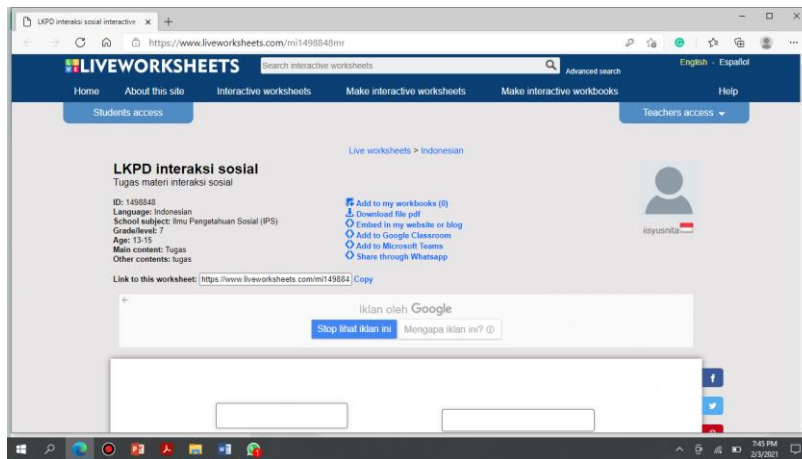 LKPD interaksi sosial interactive
https://www.liveworksheets.com/mi1498848mr
LIVEWORKSHEETS
Search interactive worksheets
Advanced search
English - Español
Home About this site Interactive worksheets Make interactive worksheets Make interactive workbooks Help
Students access
Teachers access
Live worksheets > Indonesian
LKPD interaksi sosial
Tugas materi interaksi sosial
ID: 1498848
Language: Indonesian
School subject: Ilmu Pengetahuan Sosial (IPS)
Grade/level: 7
Age: 13-15
Main content: Tugas
Other contents: tugas
Add to my workbooks (0)
Download file pdf
Embed in my website or blog
Add to Google Classroom
Add to Microsoft Teams
Share through Whatsapp
iisyusnita
Link to this worksheet: https://www.liveworksheets.com/mi149884 Copy
Iklan oleh Google
Stop lihat iklan ini Mengapa iklan ini?
7:45 PM
2/3/2021